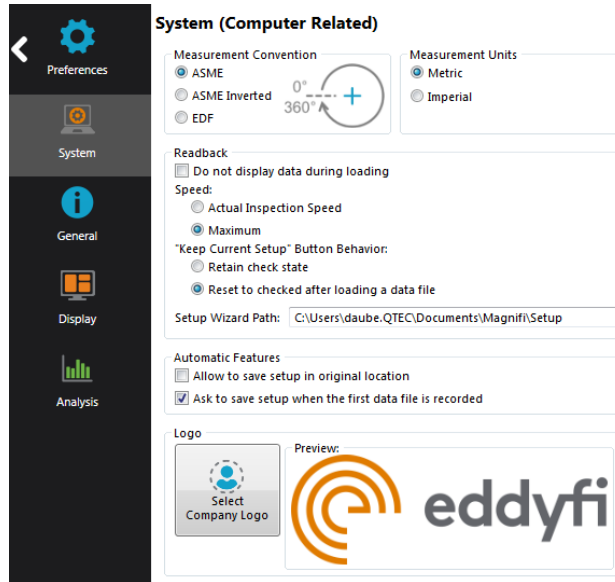 System (Computer Related)
Preferences
System
General
Display
Analysis
Measurement Convention
ASME
ASME Inverted
EDF
0°
360°
Measurement Units
Metric
Imperial
Readback
Do not display data during loading
Speed:
Actual Inspection Speed
Maximum
"Keep Current Setup" Button Behavior:
Retain check state
Reset to checked after loading a data file
Setup Wizard Path: C:\Users\daube.QTEC\Documents\Magnifi\Setup
Automatic Features
Allow to save setup in original location
Ask to save setup when the first data file is recorded
Logo
Select
Company Logo
Preview:
eddyfi